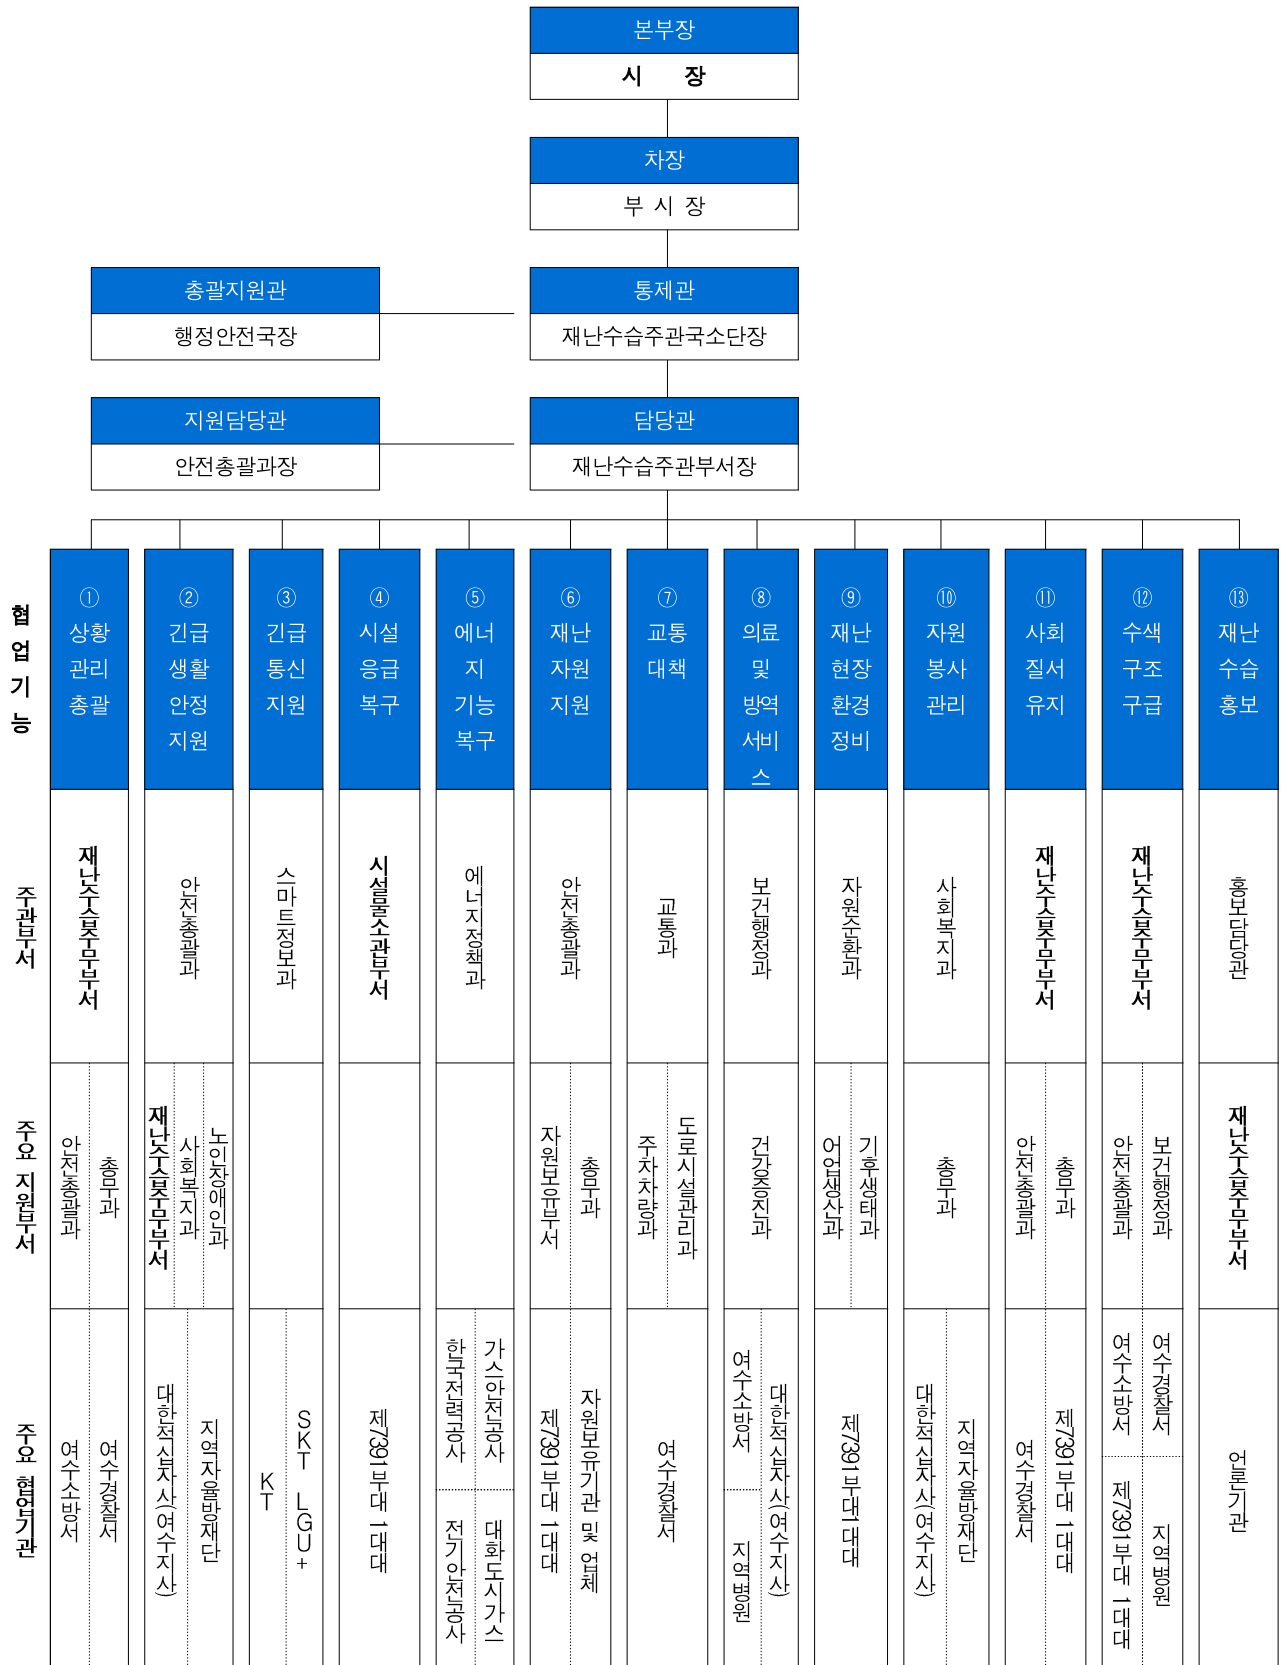 본부장
시 장
차장
부 시 장
총괄지원관
행정안전국장
통제관
재난수습주관국소단장
지원담당관
안전총괄과장
담당관
재난수습주관부서장
협업기능
①
상황
관리
총괄
②
긴급
생활
안정
지원
③
긴급
통신
지원
④
시설
응급
복구
⑤
에너
지
기능
복구
⑥
재난
자원
지원
⑦
교통
대책
⑧
의료
및
방역
서비
스
⑨
재난
현장
환경
정비
⑩
자원
봉사
관리
⑪
사회
질서
유지
⑫
수색
구조
구급
⑬
재난
수습
홍보
주관부서
재난수습주무부서
안전총괄과
스마트정보과
시설물소관부서
에너지정책과
안전총괄과
교통과
보건행정과
자원순환과
사회복지과
재난수습주무부서
재난수습주무부서
홍보담당관
주요 지원부서
안전총괄과
총무과
재난수습주무부서
사회복지과
노인장애인과
자원보유부서
총무과
주차차량과
도로시설관리과
건강증진과
어업생산과
기후생태과
총무과
안전총괄과
총무과
안전총괄과
보건행정과
재난수습주무부서
주요 협업기관
여수소방서
여수경찰서
대한적십자사(여수지사)
지역자율방재단
KT
SKT LGU+
제7391부대 1대대
한국전력공사
가스안전공사
전기안전공사
대화도시가스
제7391부대 1대대
자원보유기관 및 업체
여수경찰서
여수소방서
지역병원
대한적십자사(여수지사)
제7391부대1대대
대한적십자사(여수지사)
지역자율방재단
여수경찰서
제7391부대 1대대
여수소방서
여수경찰서
제7391부대 1대대
지역병원
언론기관